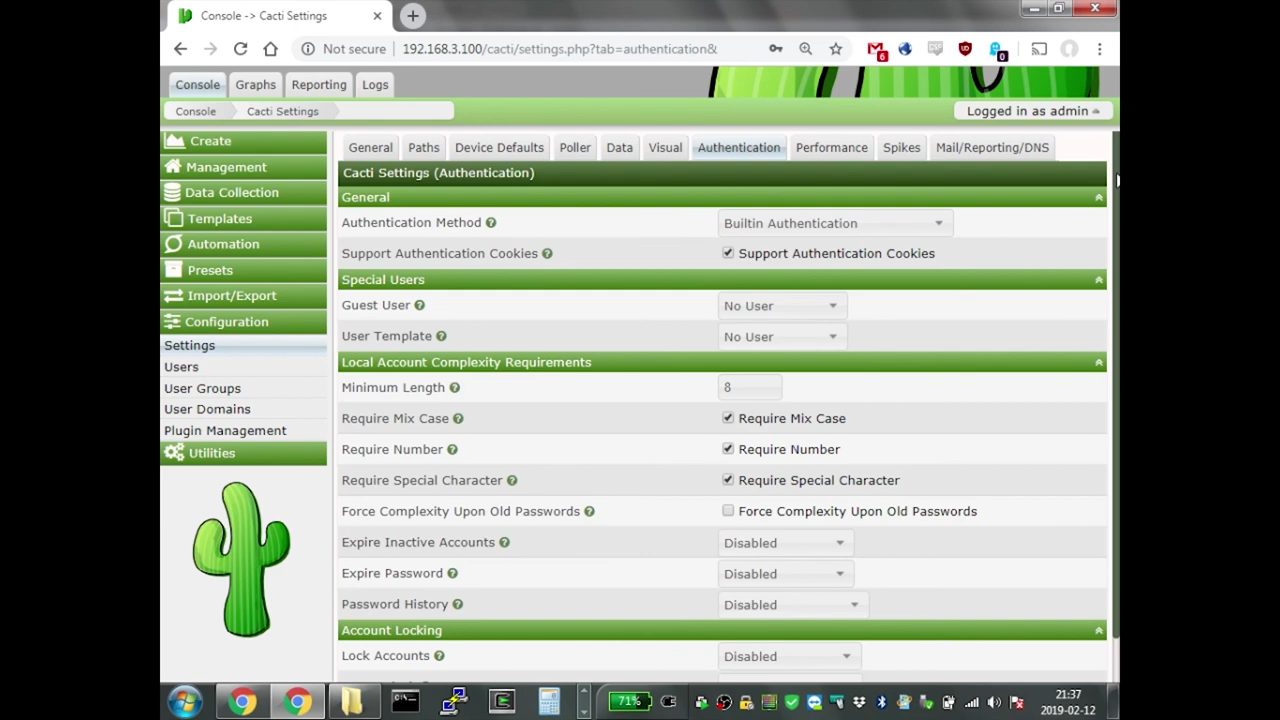 Console -> Cacti Settings
Not secure 192.168.3.100/cacti/settings.php?tab=authentication&
6
0
Console Graphs Reporting Logs
Console Cacti Settings Logged in as admin
Create
Management
Data Collection
Templates
Automation
Presets
Import/Export
Configuration
Settings
Users
User Groups
User Domains
Plugin Management
Utilities
General Paths Device Defaults Poller Data Visual Authentication Performance Spikes Mail/Reporting/DNS
Cacti Settings (Authentication)
General
Authentication Method Builtin Authentication
Support Authentication Cookies Support Authentication Cookies
Special Users
Guest User No User
User Template No User
Local Account Complexity Requirements
Minimum Length 8
Require Mix Case Require Mix Case
Require Number Require Number
Require Special Character Require Special Character
Force Complexity Upon Old Passwords Force Complexity Upon Old Passwords
Expire Inactive Accounts Disabled
Expire Password Disabled
Password History Disabled
Account Locking
Lock Accounts Disabled
71%
21:37
2019-02-12